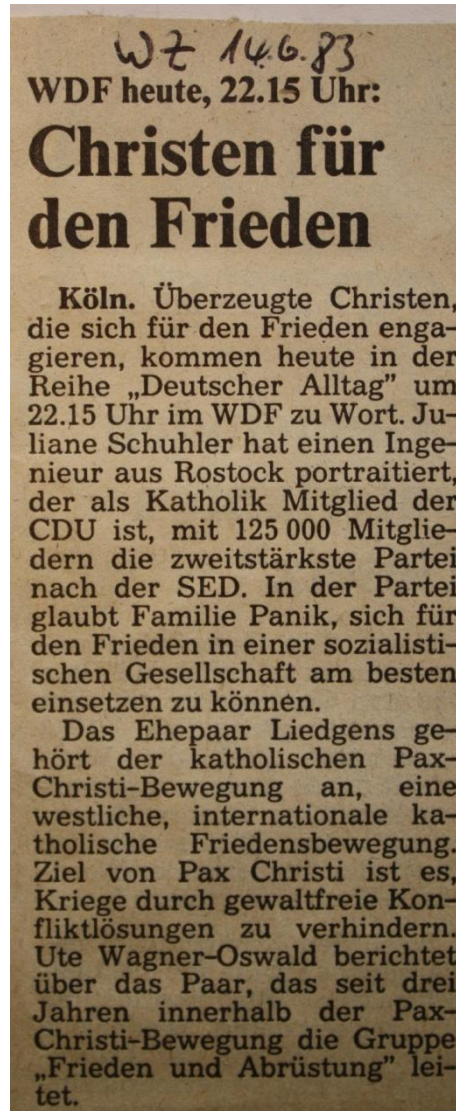 WZ 14.6.83
WDF heute, 22.15 Uhr:
Christen für
den Frieden
Köln. Überzeugte Christen,
die sich für den Frieden enga-
gieren, kommen heute in der
Reihe „Deutscher Alltag” um
22.15 Uhr im WDF zu Wort. Ju-
liane Schuhler hat einen Inge-
nieur aus Rostock portraitiert,
der als Katholik Mitglied der
CDU ist, mit 125 000 Mitglie-
dern die zweitstärkste Partei
nach der SED. In der Partei
glaubt Familie Panik, sich für
den Frieden in einer sozialisti-
schen Gesellschaft am besten
einsetzen zu können.
Das Ehepaar Liedgens ge-
hört der katholischen Pax-
Christi-Bewegung an, eine
westliche, internationale ka-
tholische Friedensbewegung.
Ziel von Pax Christi ist es,
Kriege durch gewaltfreie Kon-
fliktlösungen zu verhindern.
Ute Wagner-Oswald berichtet
über das Paar, das seit drei
Jahren innerhalb der Pax-
Christi-Bewegung die Gruppe
„Frieden und Abrüstung” lei-
tet.